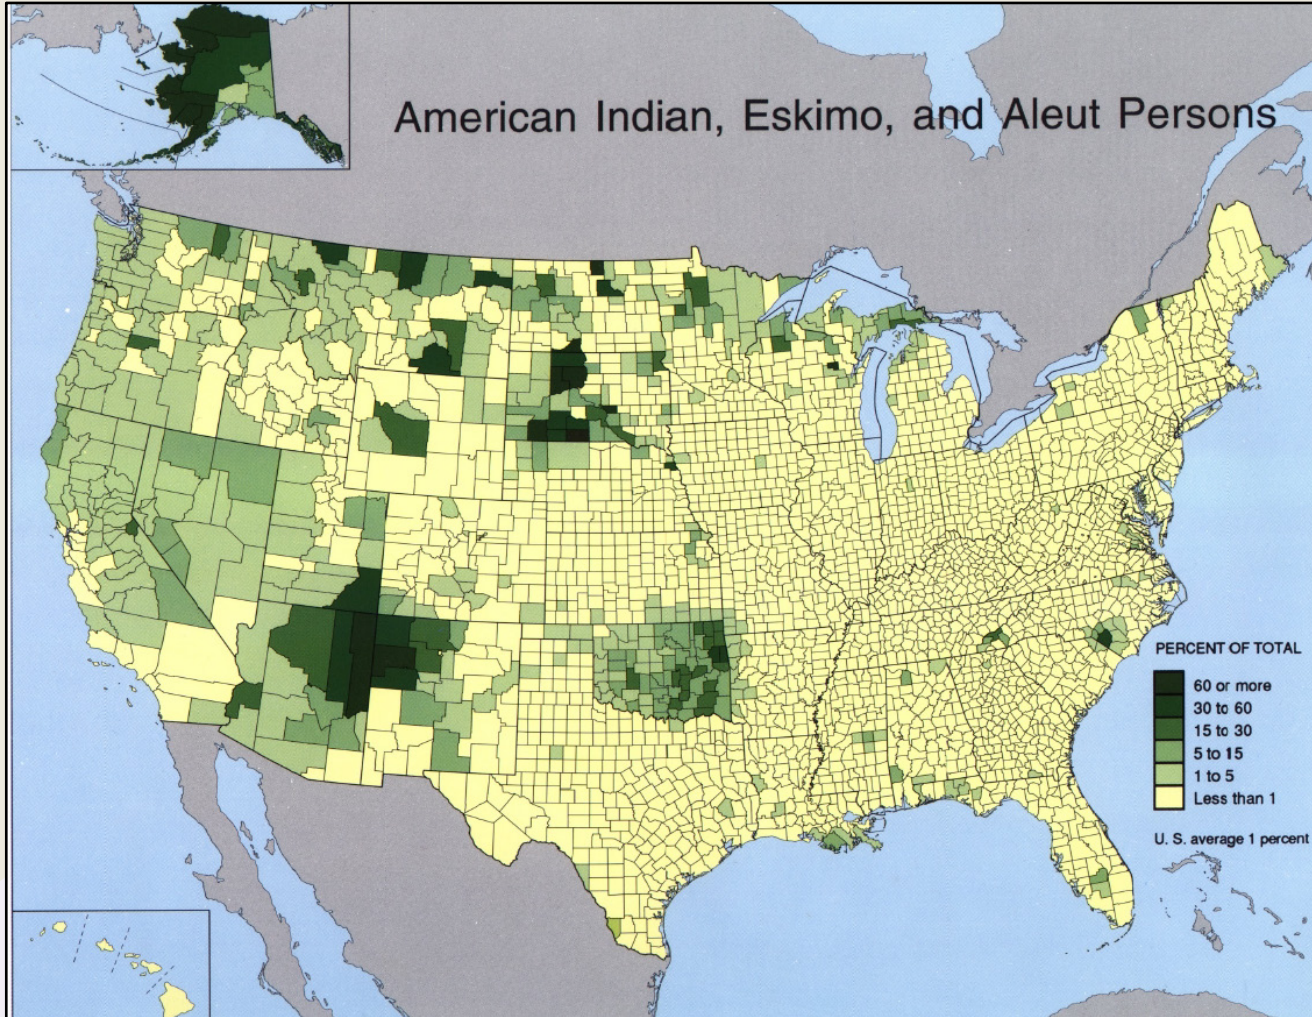 American Indian, Eskimo, and Aleut Persons
PERCENT OF TOTAL
60 or more
30 to 60
15 to 30
5 to 15
1 to 5
Less than 1
U. S. average 1 percent